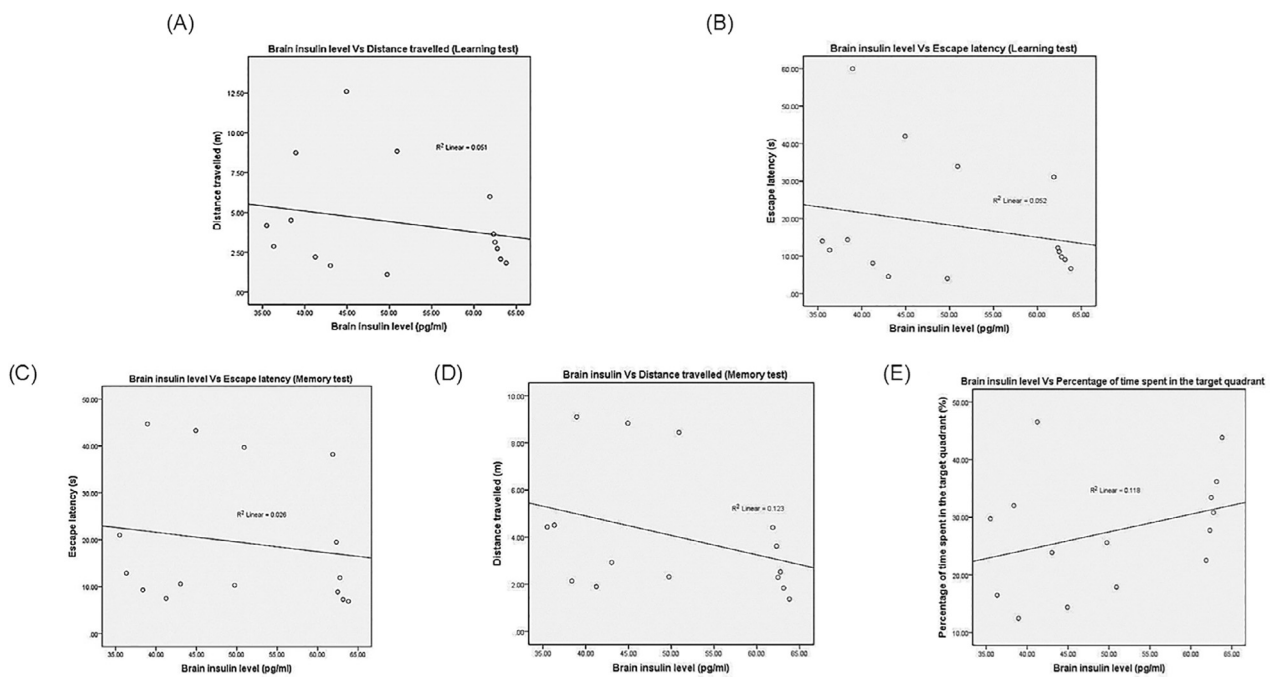 (A)
Brain insulin level Vs Distance travelled (Learning test)
Distance travelled (m)
12.50
10.00
7.50
5.00
2.50
.00
R² Linear = 0.051
35.00 40.00 45.00 50.00 55.00 60.00 65.00
Brain insulin level (pg/ml)
(B)
Brain insulin level Vs Escape latency (Learning test)
Escape latency (s)
60.00
50.00
40.00
30.00
20.00
10.00
.00
R² Linear = 0.052
35.00 40.00 45.00 50.00 55.00 60.00 65.00
Brain insulin level (pg/ml)
(C)
Brain insulin level Vs Escape latency (Memory test)
Escape latency (s)
50.00
40.00
30.00
20.00
10.00
.00
R² Linear = 0.026
35.00 40.00 45.00 50.00 55.00 60.00 65.00
Brain insulin level (pg/ml)
(D)
Brain insulin Vs Distance travelled (Memory test)
Distance travelled (m)
10.00
8.00
6.00
4.00
2.00
.00
R² Linear = 0.123
35.00 40.00 45.00 50.00 55.00 60.00 65.00
Brain insulin level (pg/ml)
(E)
Brain insulin level Vs Percentage of time spent in the target quadrant
Percentage of time spent in the target quadrant (%)
50.00
40.00
30.00
20.00
10.00
R² Linear = 0.118
35.00 40.00 45.00 50.00 55.00 60.00 65.00
Brain insulin level (pg/ml)